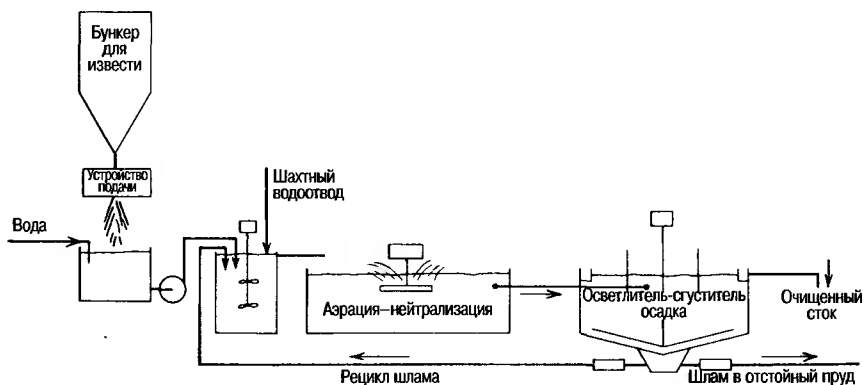 Бункер
для
извести
Устройство
подачи
Шахтный
водоотвод
Вода
Аэрация–нейтрализация
Осветлитель-сгуститель
осадка
Очищенный
сток
Рецикл шлама
Шлам в отстойный пруд